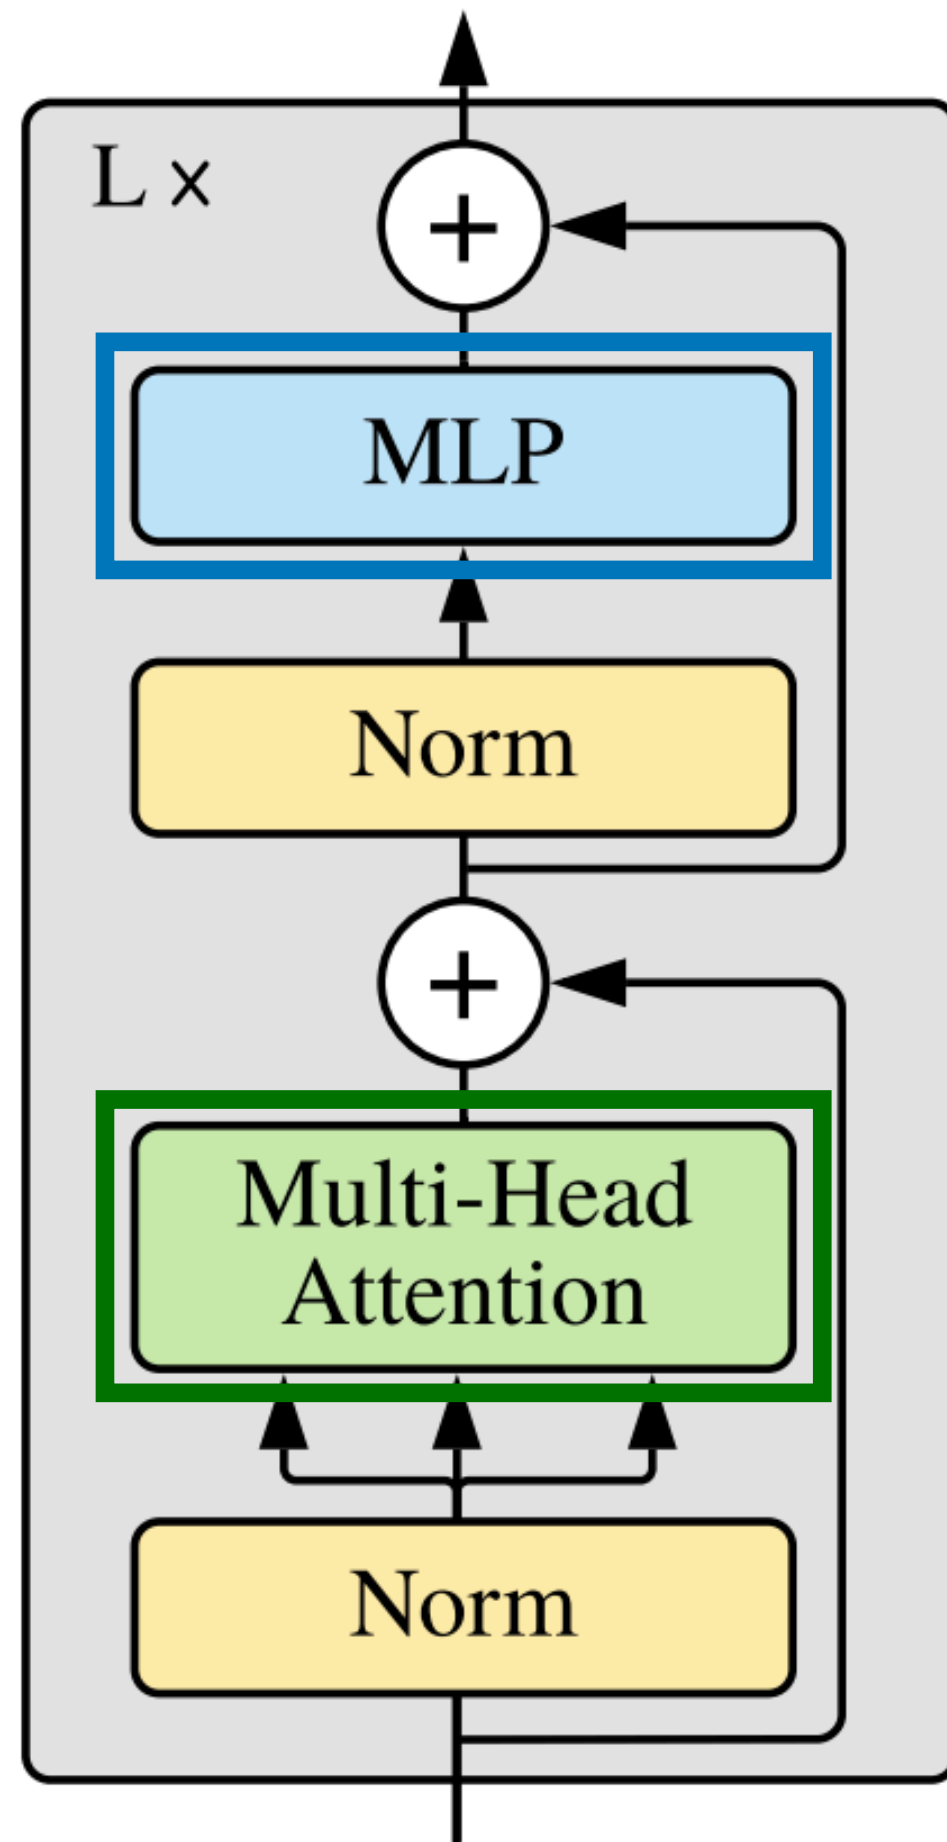 L ×
+
MLP
Norm
+
Multi-Head
Attention
Norm